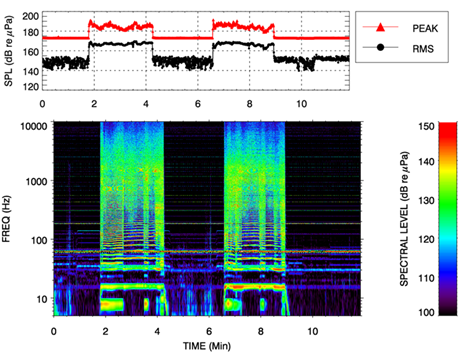 200
180
160
140
120
SPL (dB re µPa)
0 2 4 6 8 10
PEAK
RMS
10000
1000
100
10
FREQ (Hz)
0 2 4 6 8 10
TIME (Min)
150
140
130
120
110
100
SPECTRAL LEVEL (dB re µPa)